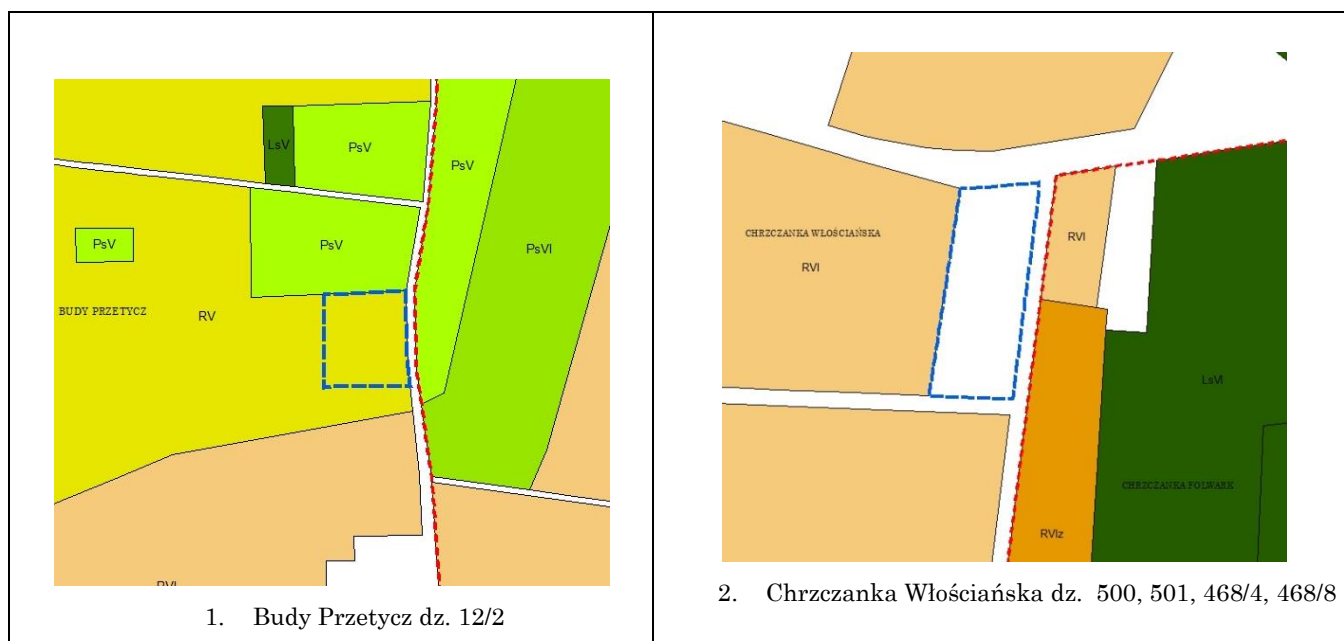 LsV
PsV
PsV
PsV
PsV
PsVI
BUDY PRZETYCZ
RV
RVI
1. Budy Przetycz dz. 12/2
CHRZCZANKA WŁOŚCIAŃSKA
RVI
RVI
LsVI
CHRZCZANKA FOLWARK
RVIz
2. Chrzczanka Włościańska dz. 500, 501, 468/4, 468/8